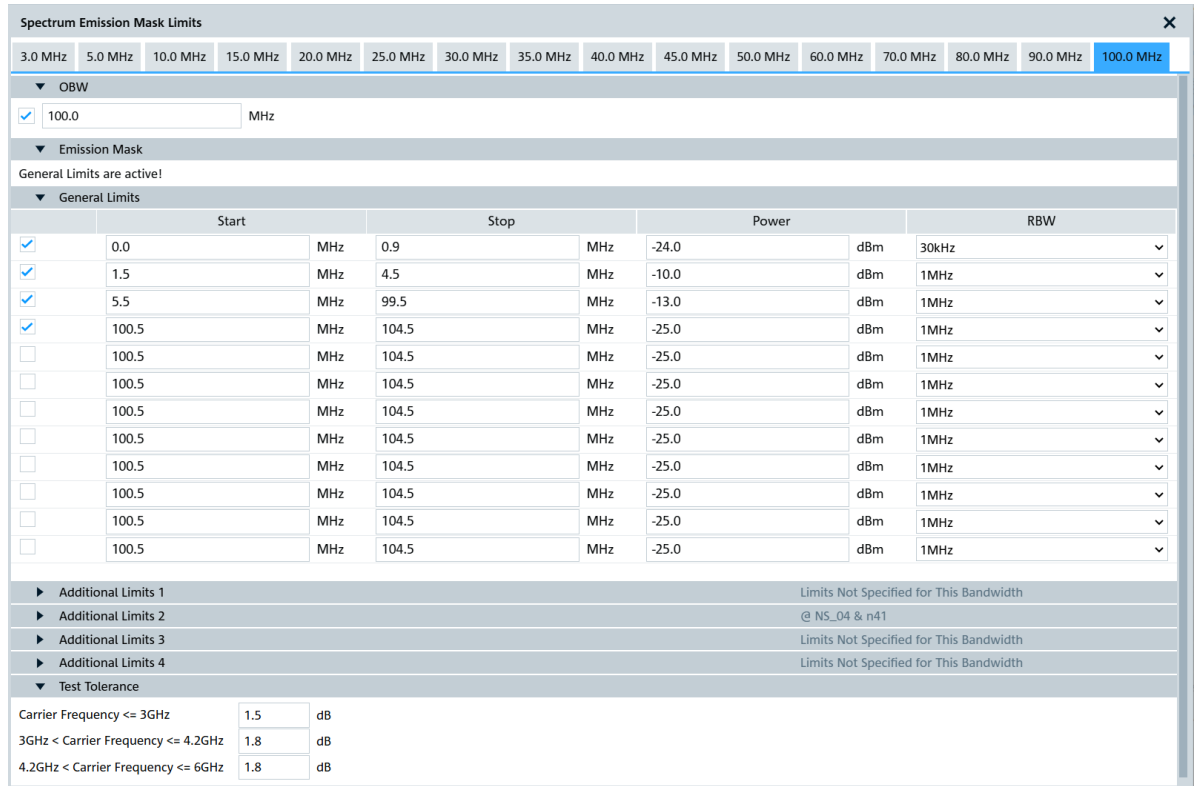 Spectrum Emission Mask Limits
3.0 MHz 5.0 MHz 10.0 MHz 15.0 MHz 20.0 MHz 25.0 MHz 30.0 MHz 35.0 MHz 40.0 MHz 45.0 MHz 50.0 MHz 60.0 MHz 70.0 MHz 80.0 MHz 90.0 MHz 100.0 MHz
OBW
100.0 MHz
Emission Mask
General Limits are active!
General Limits
Start Stop Power RBW
0.0 MHz 0.9 MHz -24.0 dBm 30kHz
1.5 MHz 4.5 MHz -10.0 dBm 1MHz
5.5 MHz 99.5 MHz -13.0 dBm 1MHz
100.5 MHz 104.5 MHz -25.0 dBm 1MHz
100.5 MHz 104.5 MHz -25.0 dBm 1MHz
100.5 MHz 104.5 MHz -25.0 dBm 1MHz
100.5 MHz 104.5 MHz -25.0 dBm 1MHz
100.5 MHz 104.5 MHz -25.0 dBm 1MHz
100.5 MHz 104.5 MHz -25.0 dBm 1MHz
100.5 MHz 104.5 MHz -25.0 dBm 1MHz
100.5 MHz 104.5 MHz -25.0 dBm 1MHz
100.5 MHz 104.5 MHz -25.0 dBm 1MHz
Additional Limits 1 Limits Not Specified for This Bandwidth
Additional Limits 2 @ NS_04 & n41
Additional Limits 3 Limits Not Specified for This Bandwidth
Additional Limits 4 Limits Not Specified for This Bandwidth
Test Tolerance
Carrier Frequency <= 3GHz 1.5 dB
3GHz < Carrier Frequency <= 4.2GHz 1.8 dB
4.2GHz < Carrier Frequency <= 6GHz 1.8 dB